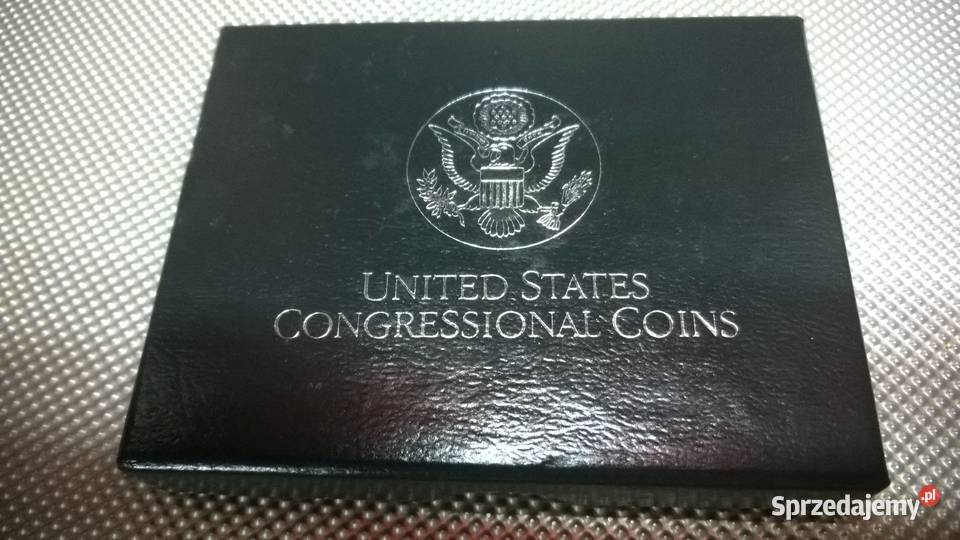 UNITED STATES
CONGRESSIONAL COINS
Sprzedajemy.pl